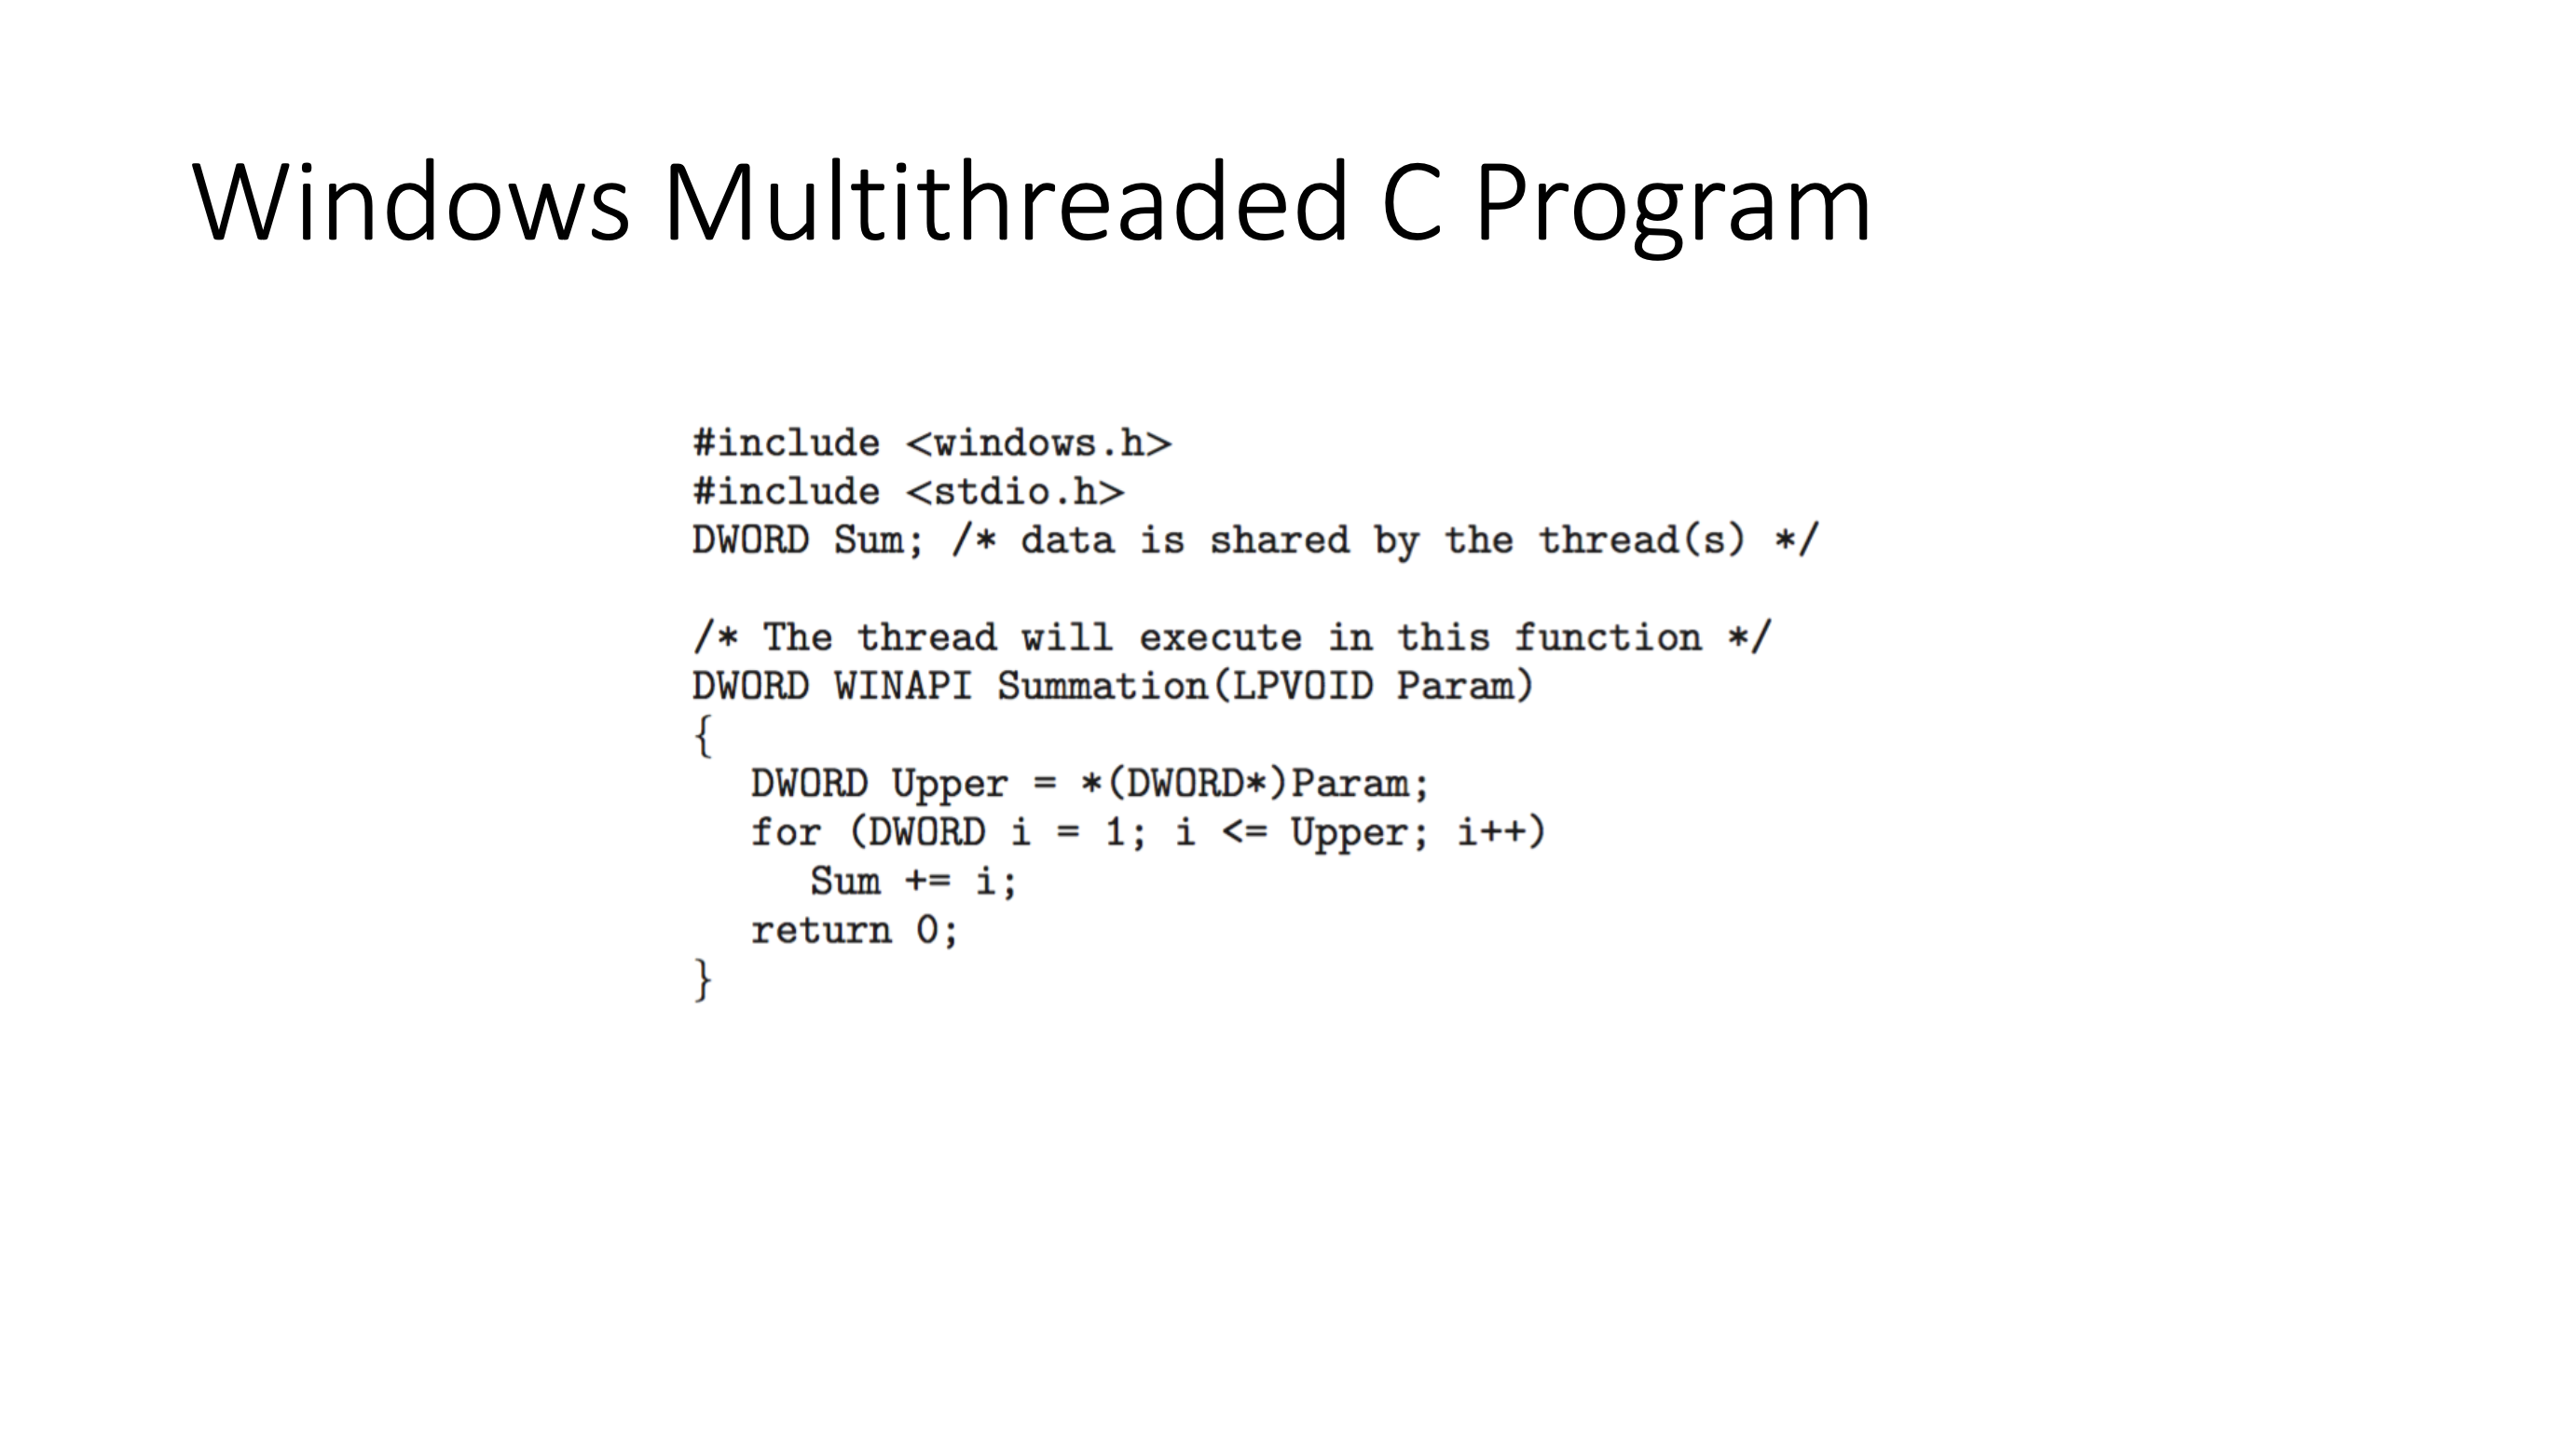 Windows Multithreaded C Program
#include <windows.h>
#include <stdio.h>
DWORD Sum; /* data is shared by the thread(s) */
/* The thread will execute in this function */
DWORD WINAPI Summation(LPVOID Param)
{
DWORD Upper = *(DWORD*)Param;
for (DWORD i = 1; i <= Upper; i++)
Sum += i;
return 0;
}